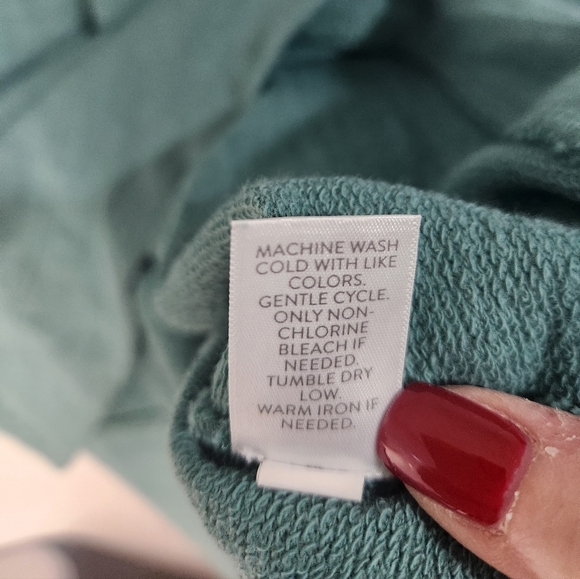 MACHINE WASH
COLD WITH LIKE
COLORS.
GENTLE CYCLE.
ONLY NON-
CHLORINE
BLEACH IF
NEEDED.
TUMBLE DRY
LOW.
WARM IRON IF
NEEDED.